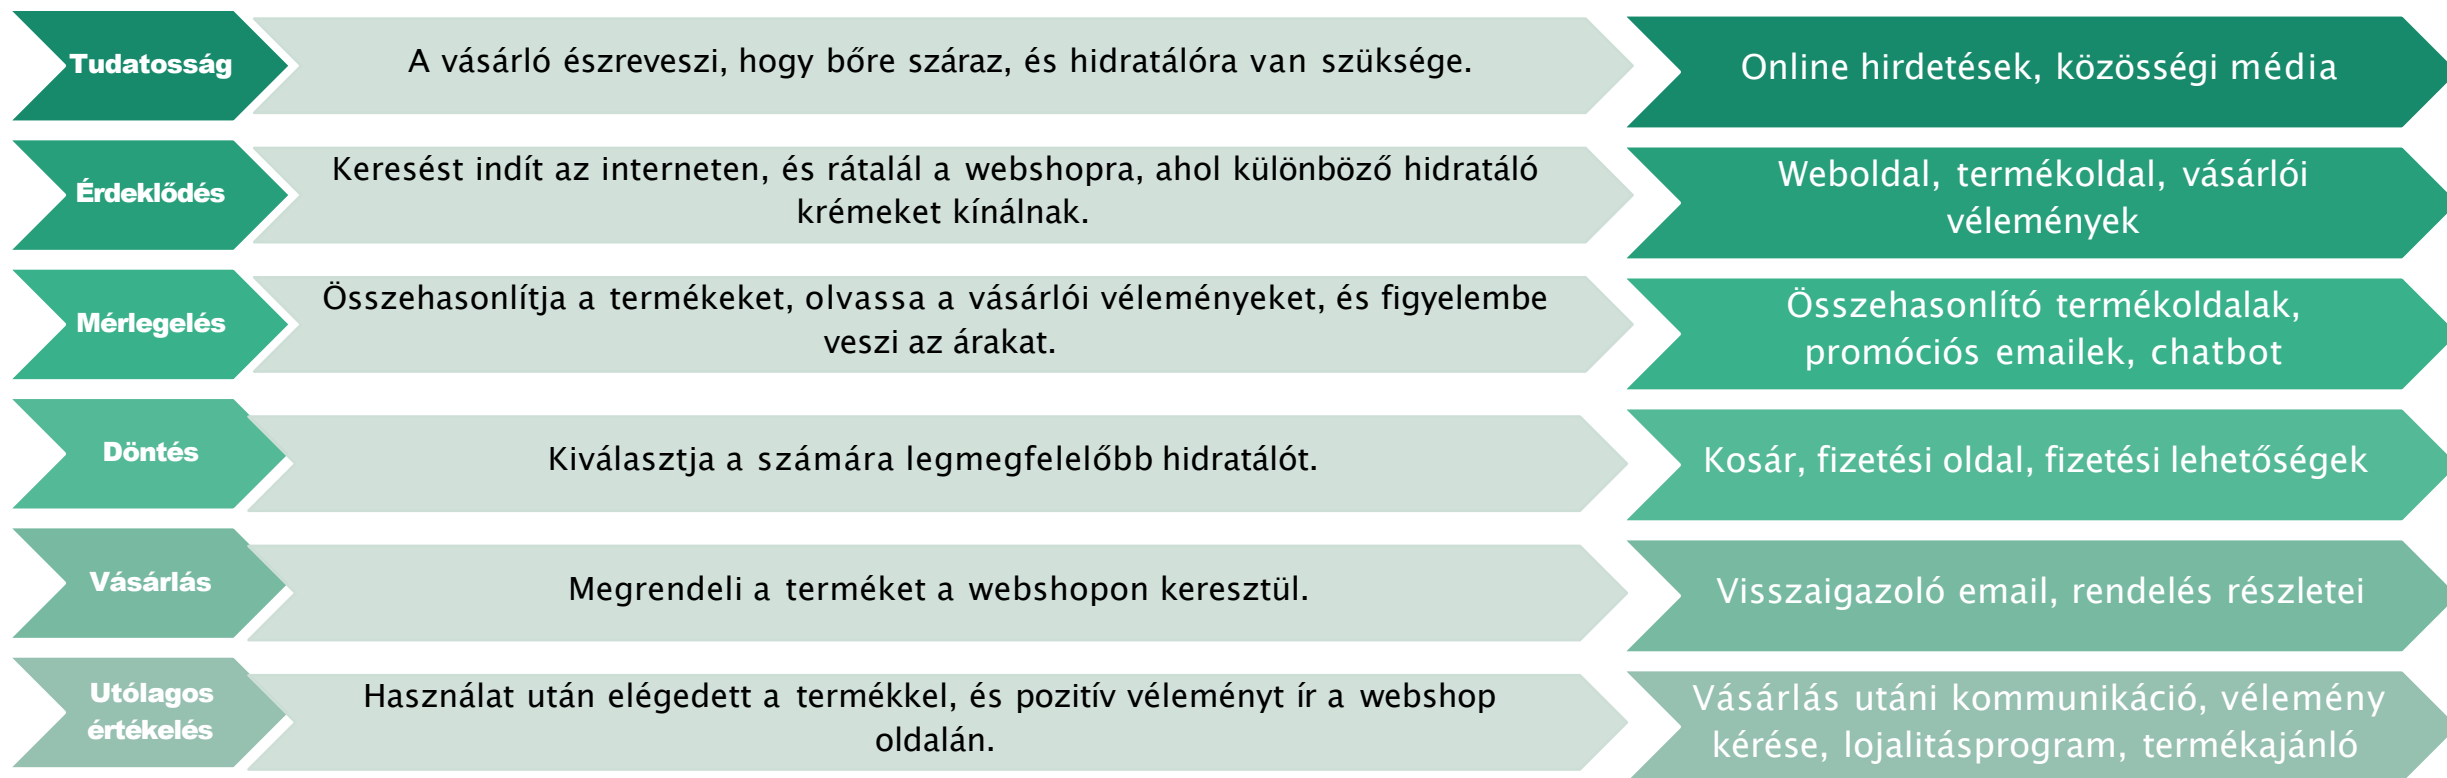 Tudatosság
A vásárló észreveszi, hogy bőre száraz, és hidratálóra van szüksége.
Online hirdetések, közösségi média
Érdeklődés
Keresést indít az interneten, és rátalál a webshopra, ahol különböző hidratáló
krémeket kínálnak.
Weboldal, termékoldal, vásárlói
vélemények
Mérlegelés
Összehasonlítja a termékeket, olvassa a vásárlói véleményeket, és figyelembe
veszi az árakat.
Összehasonlító termékoldalak,
promóciós emailek, chatbot
Döntés
Kiválasztja a számára legmegfelelőbb hidratálót.
Kosár, fizetési oldal, fizetési lehetőségek
Vásárlás
Megrendeli a terméket a webshopon keresztül.
Visszaigazoló email, rendelés részletei
Utólagos
értékelés
Használat után elégedett a termékkel, és pozitív véleményt ír a webshop
oldalán.
Vásárlás utáni kommunikáció, vélemény
kérése, lojalitásprogram, termékajánló